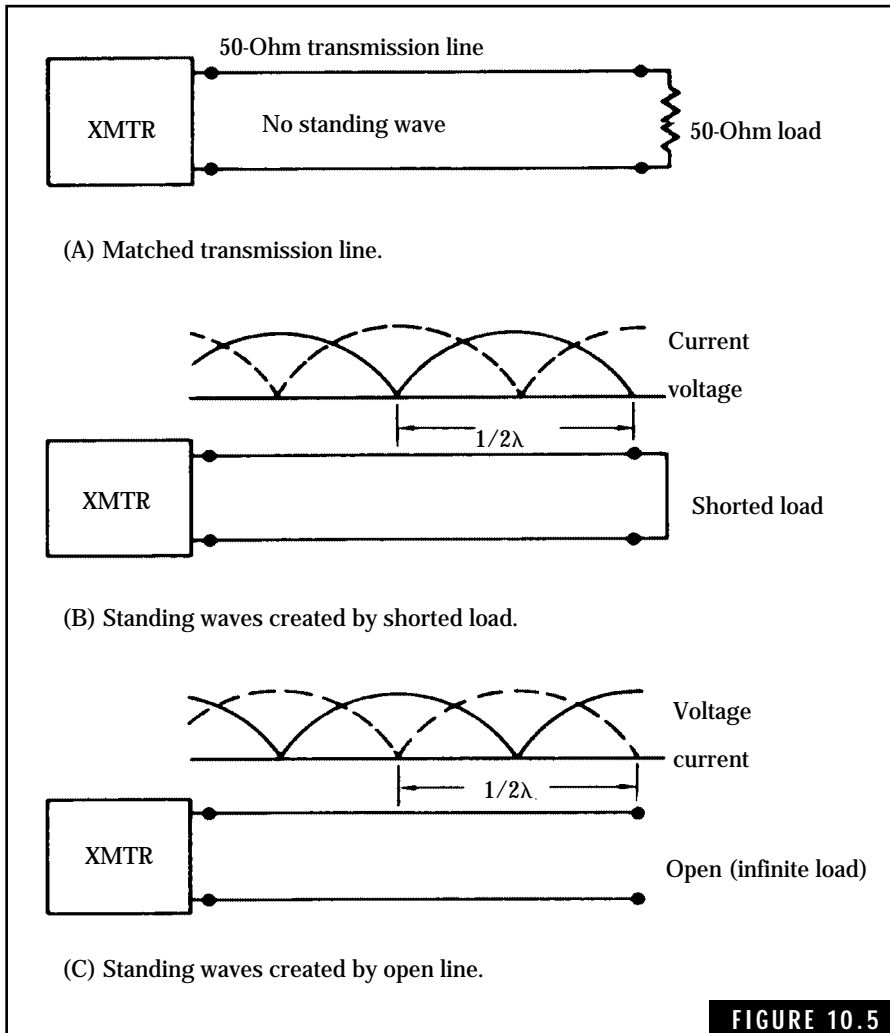 50-Ohm transmission line
XMTR
No standing wave
50-Ohm load
(A) Matched transmission line.
Current
voltage
1/2λ
XMTR
Shorted load
(B) Standing waves created by shorted load.
Voltage
current
1/2λ
XMTR
Open (infinite load)
(C) Standing waves created by open line.
FIGURE 10.5